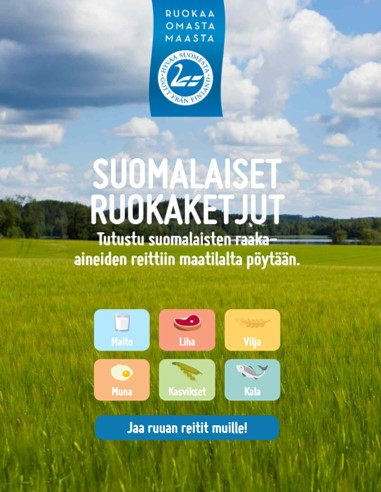 RUOKAA
OMASTA
MAASTA
HYVÄÄ SUOMESTA
GOTT FRÅN FINLAND
SUOMALAISET
RUOKAKETJUT
Tutustu suomalaisten raaka-
aineiden reittiin maatilalta pöytään.
Maito
Liha
Vilja
Muna
Kasvikset
Kala
Jaa ruuan reitit muille!